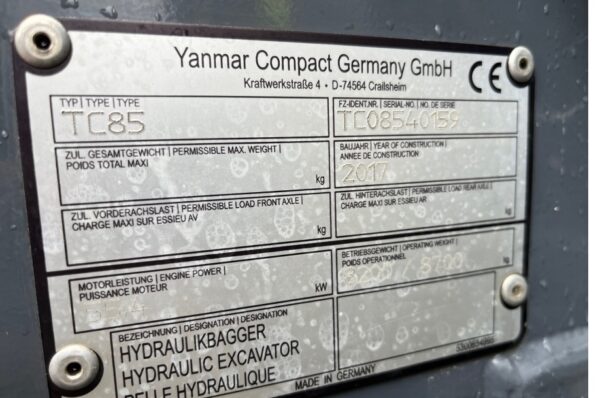 Yanmar Compact Germany GmbH
Kraftwerkstraße 4 • D-74564 Crailsheim
CE
TYP | TYPE | TYPE
TC85
FZ-IDENT.NR. | SERIAL-NO. | NO. DE SERIE
TC08540159
ZUL. GESAMTGEWICHT | PERMISSIBLE MAX. WEIGHT |
POIDS TOTAL MAXI
kg
BAUJAHR | YEAR OF CONSTRUCTION |
ANNEE DE CONSTRUCTION
2017
ZUL. VORDERACHSLAST | PERMISSIBLE LOAD FRONT AXLE |
CHARGE MAXI SUR ESSIEU AV
kg
ZUL. HINTERACHSLAST | PERMISSIBLE LOAD REAR AXLE |
CHARGE MAXI SUR ESSIEU AR
kg
MOTORLEISTUNG | ENGINE POWER |
PUISSANCE MOTEUR
kW
BETRIEBSGEWICHT | OPERATING WEIGHT |
POIDS OPERATIONNEL
8700
kg
BEZEICHNUNG | DESIGNATION | DESIGNATION
HYDRAULIKBAGGER
HYDRAULIC EXCAVATOR
PELLE HYDRAULIQUE
MADE IN GERMANY